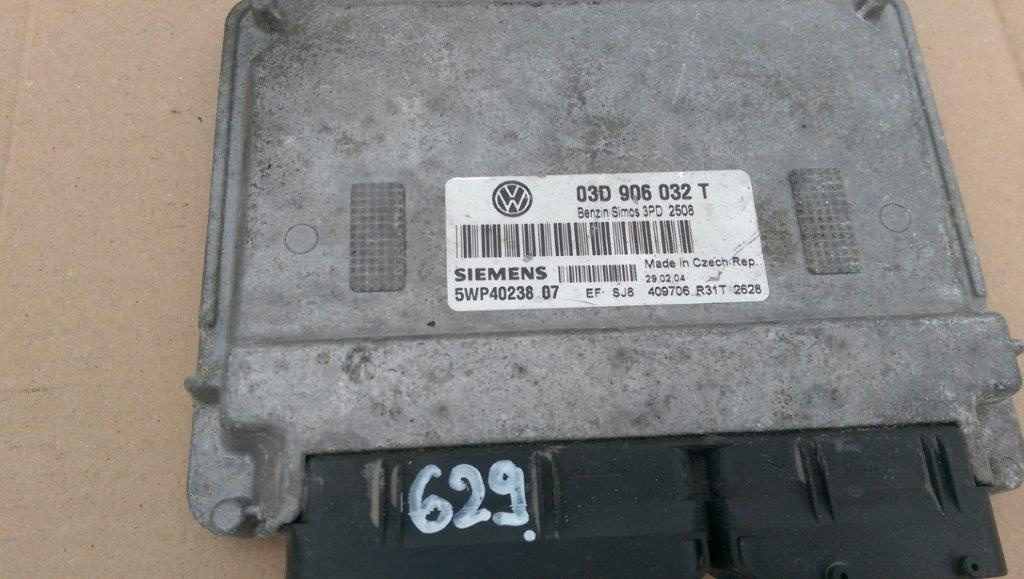 03D 906 032 T
Benzin Simos 3PD 2508
SIEMENS
Made in Czech Rep.
29.02.04
5WP40238 07 EF SJ8 409706 R31T 2628
629.